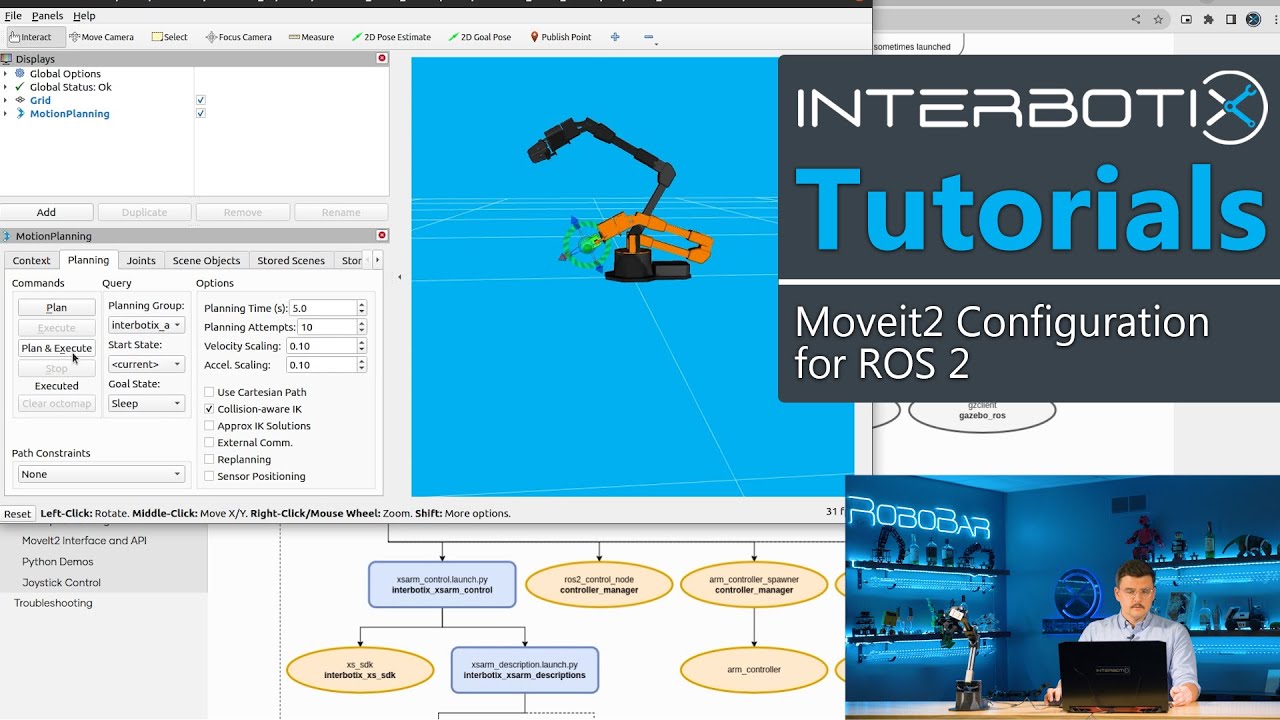 File Panels Help
Interact Move Camera Select Focus Camera Measure 2D Pose Estimate 2D Goal Pose Publish Point
Displays
Global Options
Global Status: Ok
Grid
MotionPlanning
Add Duplicate Remove Rename
MotionPlanning
Context Planning Joints Scene Objects Stored Scenes Stor
Commands Query Options
Plan
Execute
Plan & Execute
Stop
Executed
Clear octomap
Planning Group:
interbotix_a
Start State:
<current>
Goal State:
Sleep
Planning Time (s): 5.0
Planning Attempts: 10
Velocity Scaling: 0.10
Accel. Scaling: 0.10
Use Cartesian Path
Collision-aware IK
Approx IK Solutions
External Comm.
Replanning
Sensor Positioning
Path Constraints
None
Reset Left-Click: Rotate. Middle-Click: Move X/Y. Right-Click/Mouse Wheel: Zoom. Shift: More options.
31 f
sometimes launched
INTERBOTIX
Tutorials
Moveit2 Configuration
for ROS 2
gzclient
gazebo_ros
MoveIt2 Interface and API
Python Demos
Joystick Control
Troubleshooting
xsarm_control.launch.py
interbotix_xsarm_control
ros2_control_node
controller_manager
arm_controller_spawner
controller_manager
xs_sdk
interbotix_xs_sdk
xsarm_description.launch.py
interbotix_xsarm_descriptions
arm_controller
ROBOBAR
INTERBOTIX